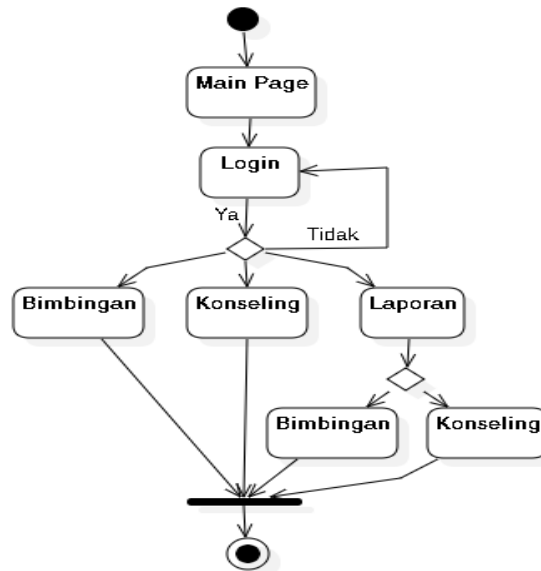 Main Page
Login
Ya
Tidak
Bimbingan
Konseling
Laporan
Bimbingan
Konseling